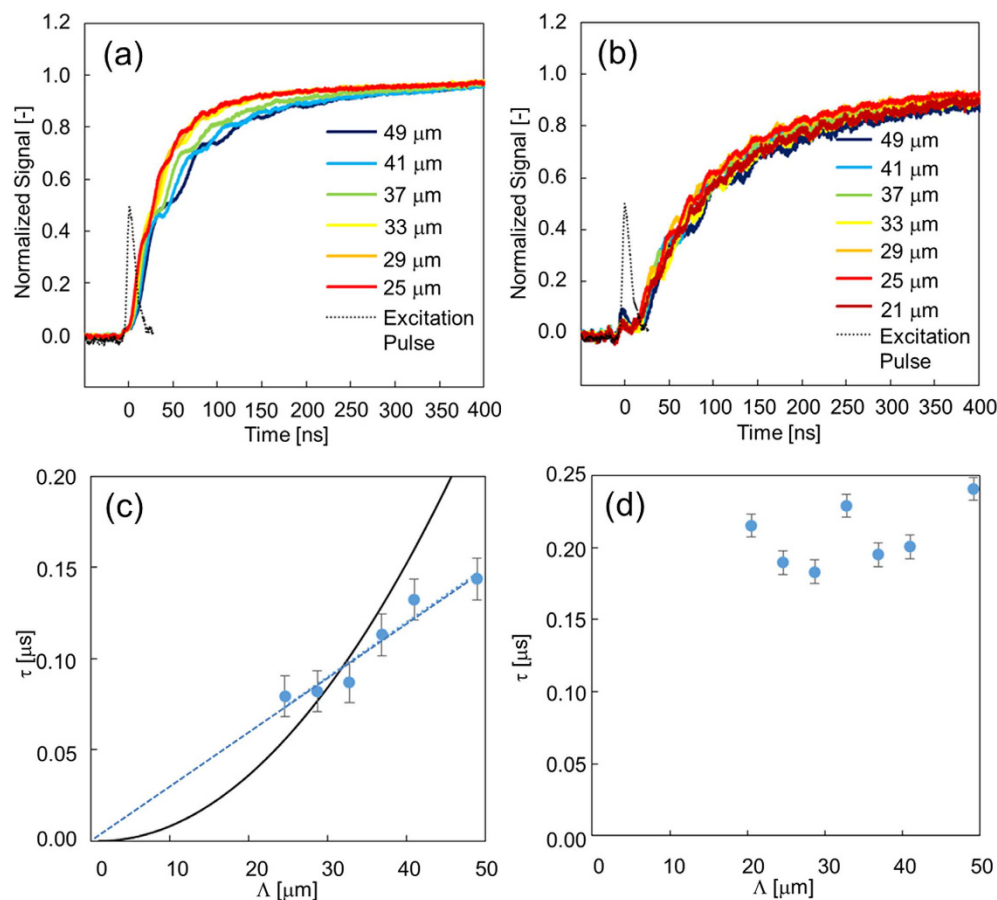 (a)
Normalized Signal [-]
1.2
1.0
0.8
0.6
0.4
0.2
0.0
49 μm
41 μm
37 μm
33 μm
29 μm
25 μm
Excitation
Pulse
0 50 100 150 200 250 300 350 400
Time [ns]
(b)
Normalized Signal [-]
1.2
1.0
0.8
0.6
0.4
0.2
0.0
49 μm
41 μm
37 μm
33 μm
29 μm
25 μm
21 μm
Excitation
Pulse
0 50 100 150 200 250 300 350 400
Time [ns]
(c)
τ [μs]
0.20
0.15
0.10
0.05
0.00
0 10 20 30 40 50
Λ [μm]
(d)
τ [μs]
0.25
0.20
0.15
0.10
0.05
0.00
0 10 20 30 40 50
Λ [μm]